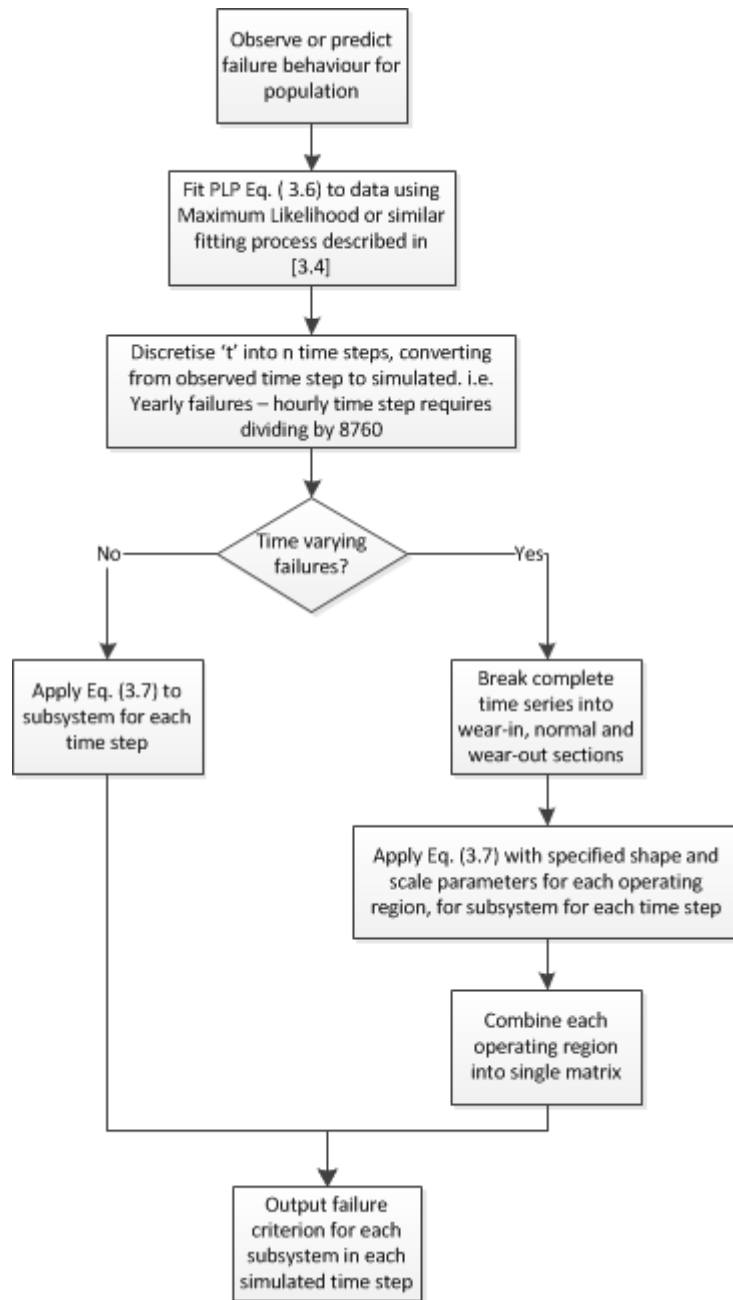 Observe or predict
failure behaviour for
population
Fit PLP Eq. ( 3.6) to data using
Maximum Likelihood or similar
fitting process described in
[3.4]
Discretise ‘t’ into n time steps, converting
from observed time step to simulated. i.e.
Yearly failures – hourly time step requires
dividing by 8760
Time varying
failures?
No
Yes
Apply Eq. (3.7) to
subsystem for each
time step
Break complete
time series into
wear-in, normal and
wear-out sections
Apply Eq. (3.7) with specified shape and
scale parameters for each operating
region, for subsystem for each time step
Combine each
operating region
into single matrix
Output failure
criterion for each
subsystem in each
simulated time step